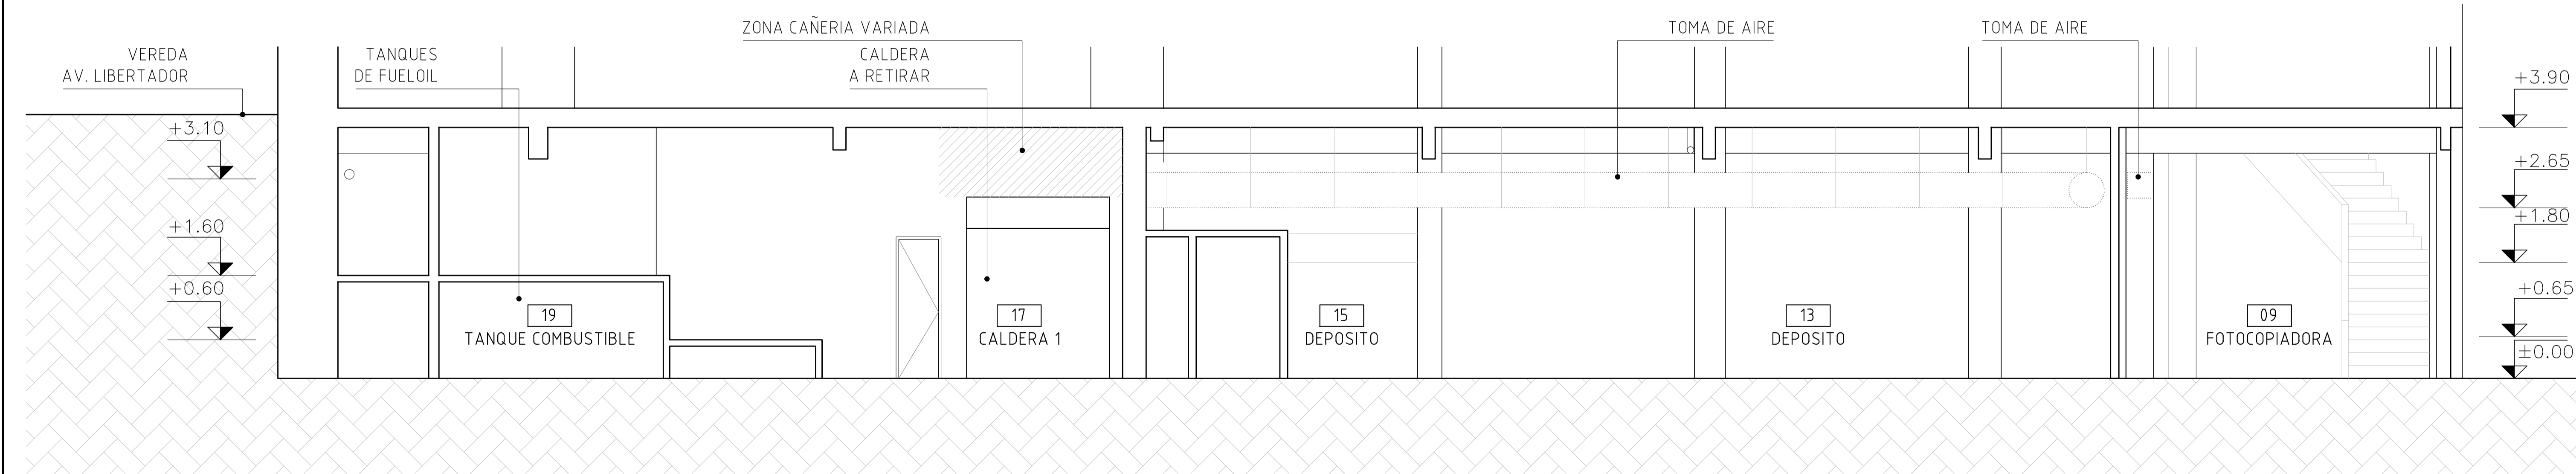 ZONA CAÑERIA VARIADA
TOMA DE AIRE
TOMA DE AIRE
VEREDA
AV. LIBERTADOR
TANQUES
DE FUELOIL
CALDERA
A RETIRAR
+3.90
+3.10
+2.65
+1.60
+1.80
+0.60
+0.65
±0.00
19
TANQUE COMBUSTIBLE
17
CALDERA 1
15
DEPOSITO
13
DEPOSITO
09
FOTOCOPIADORA